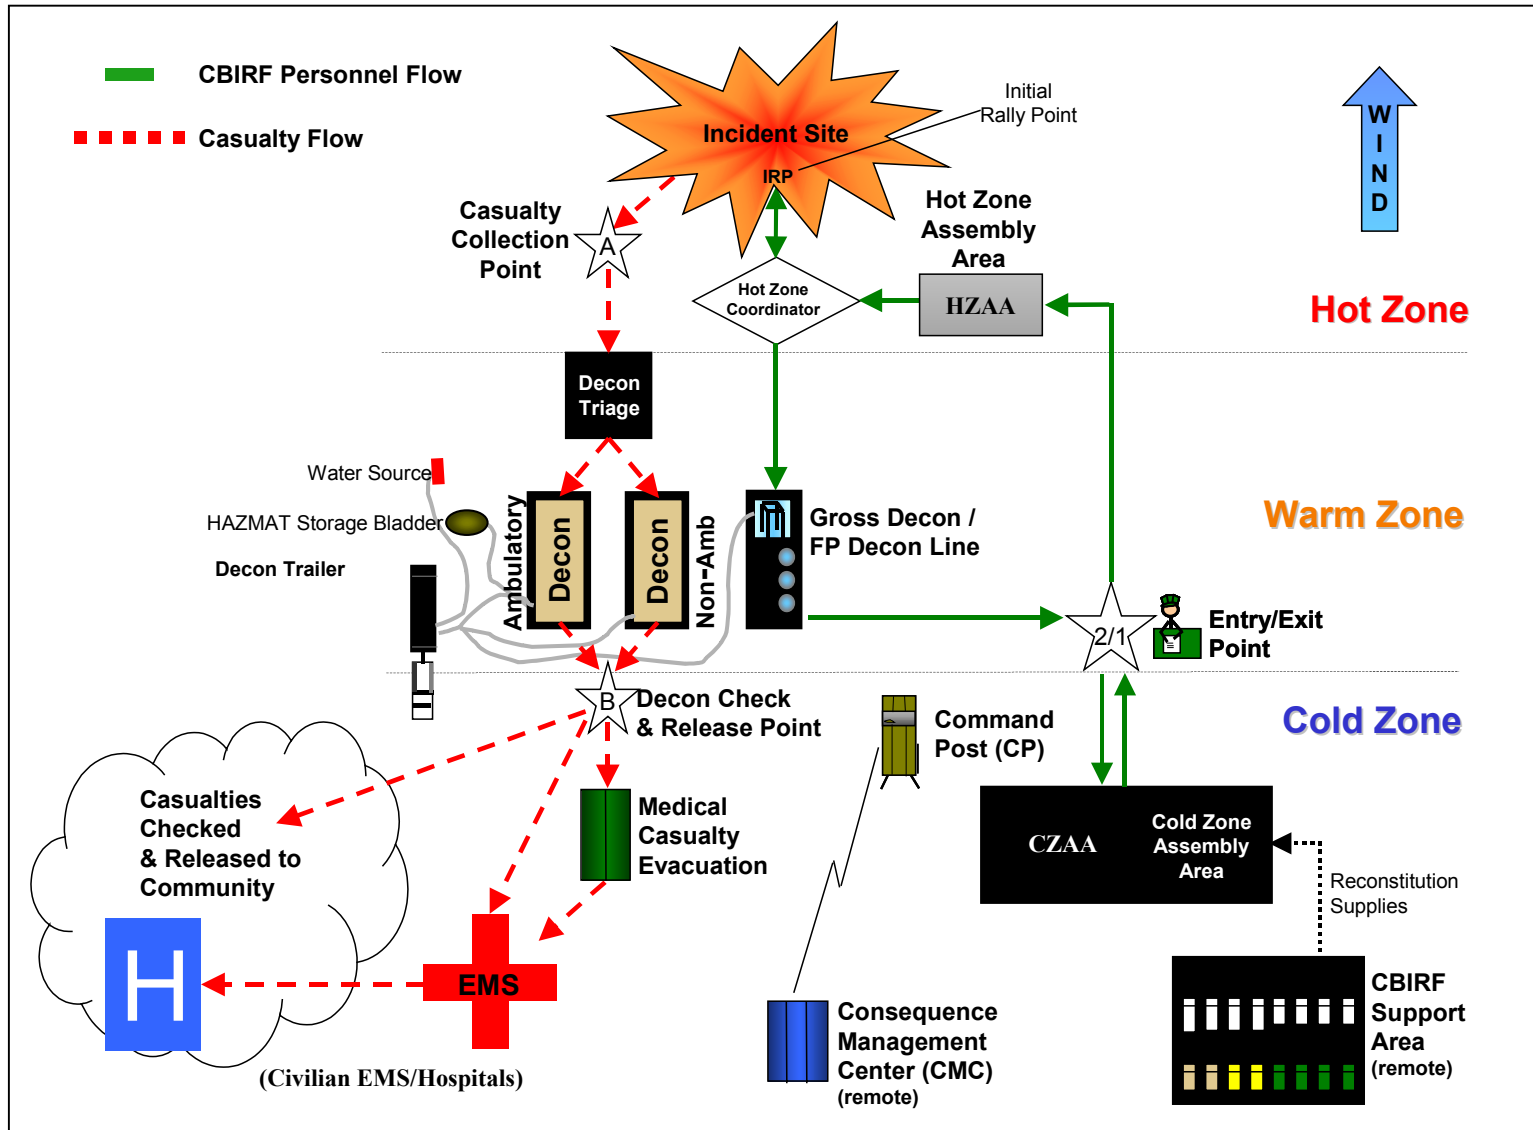 CBIRF Personnel Flow
Casualty Flow
Incident Site
IRP
Initial
Rally Point
W
I
N
D
Casualty
Collection
Point
A
Hot Zone
Coordinator
Hot Zone
Assembly
Area
HZAA
Hot Zone
Decon
Triage
Water Source
HAZMAT Storage Bladder
Decon Trailer
Ambulatory
Decon
Decon
Non-Amb
Gross Decon /
FP Decon Line
Warm Zone
2/1
Entry/Exit
Point
B
Decon Check
& Release Point
Command
Post (CP)
Cold Zone
Casualties
Checked
& Released to
Community
Medical
Casualty
Evacuation
CZAA
Cold Zone
Assembly
Area
Reconstitution
Supplies
H
EMS
(Civilian EMS/Hospitals)
Consequence
Management
Center (CMC)
(remote)
CBIRF
Support
Area
(remote)